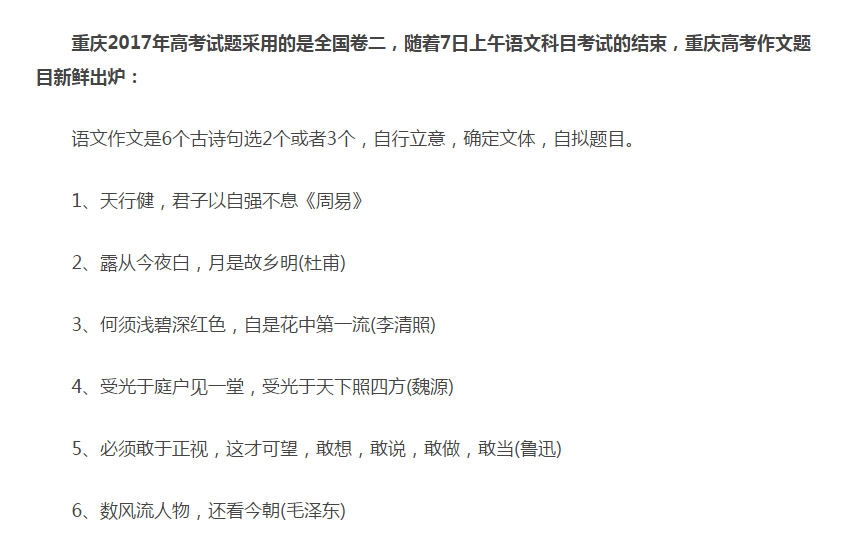 重庆2017年高考试题采用的是全国卷二，随着7日上午语文科目考试的结束，重庆高考作文题
目新鲜出炉：
语文作文是6个古诗句选2个或者3个，自行立意，确定文体，自拟题目。
1、天行健，君子以自强不息《周易》
2、露从今夜白，月是故乡明(杜甫)
3、何须浅碧深红色，自是花中第一流(李清照)
4、受光于庭户见一堂，受光于天下照四方(魏源)
5、必须敢于正视，这才可望，敢想，敢说，敢做，敢当(鲁迅)
6、数风流人物，还看今朝(毛泽东)